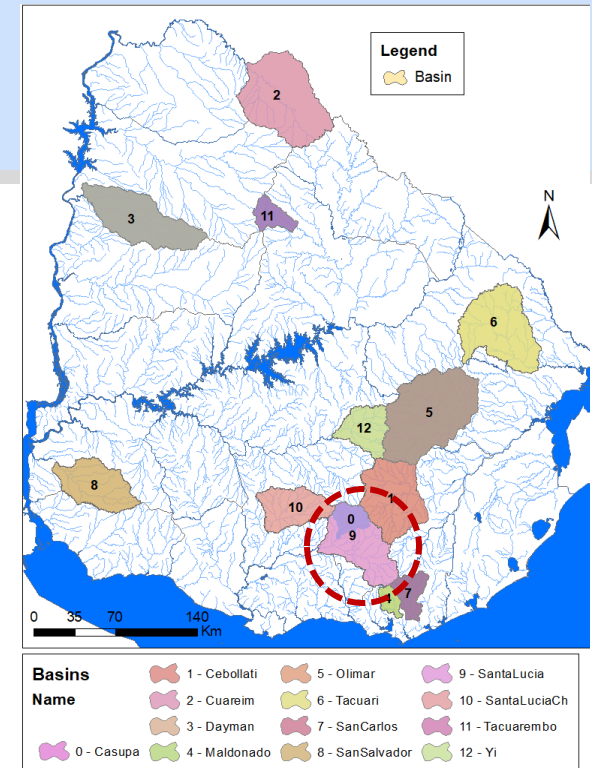 Legend
Basin
2
N
3
11
6
5
12
8
1
10
0
9
4
7
0 35 70 140
Km
Basins
Name
1 - Cebollati
5 - Olimar
9 - SantaLucia
2 - Cuareim
6 - Tacuari
10 - SantaLuciaCh
3 - Dayman
7 - SanCarlos
11 - Tacuarembo
0 - Casupa
4 - Maldonado
8 - SanSalvador
12 - Yi